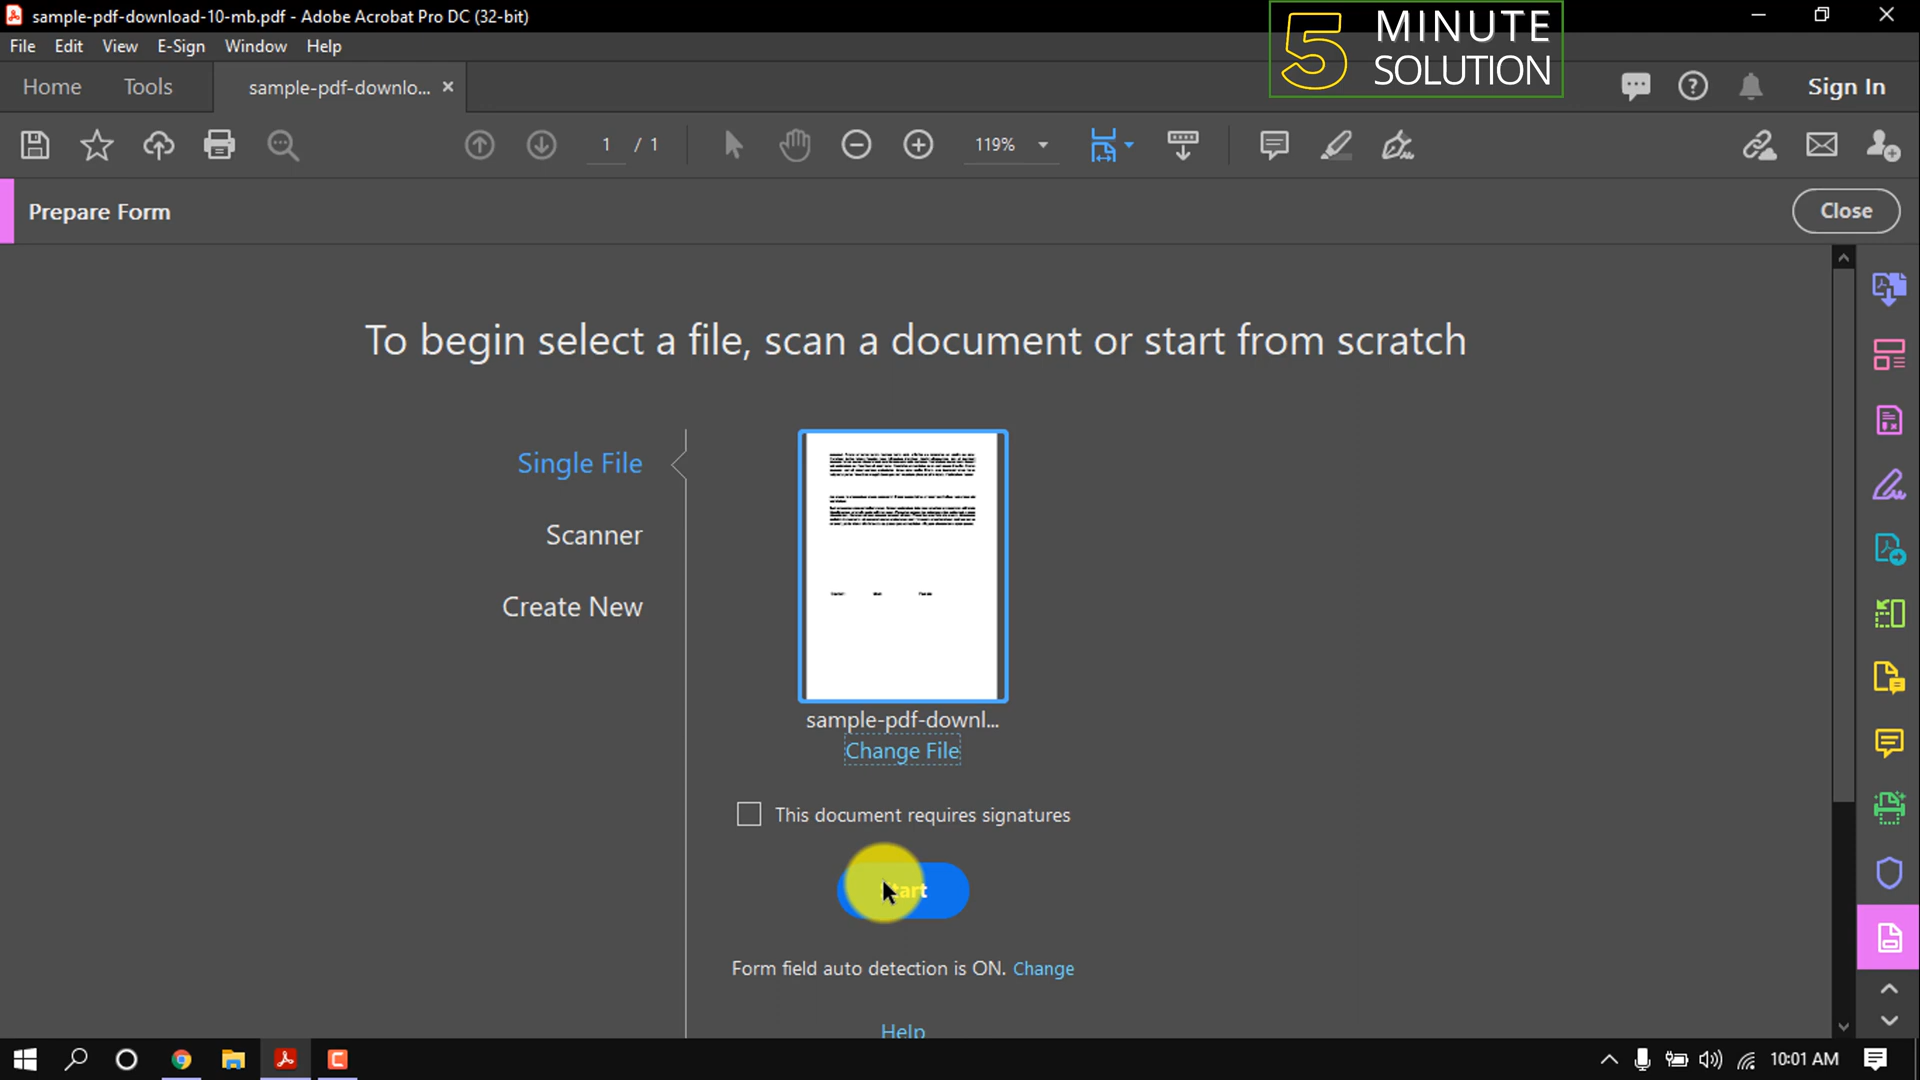 sample-pdf-download-10-mb.pdf - Adobe Acrobat Pro DC (32-bit)
5 MINUTE
SOLUTION
File Edit View E-Sign Window Help
Home Tools sample-pdf-downlo... Sign In
1 / 1 119%
Prepare Form Close
To begin select a file, scan a document or start from scratch
Single File
Scanner
Create New
sample-pdf-downl...
Change File
This document requires signatures
Start
Form field auto detection is ON. Change
Help
10:01 AM